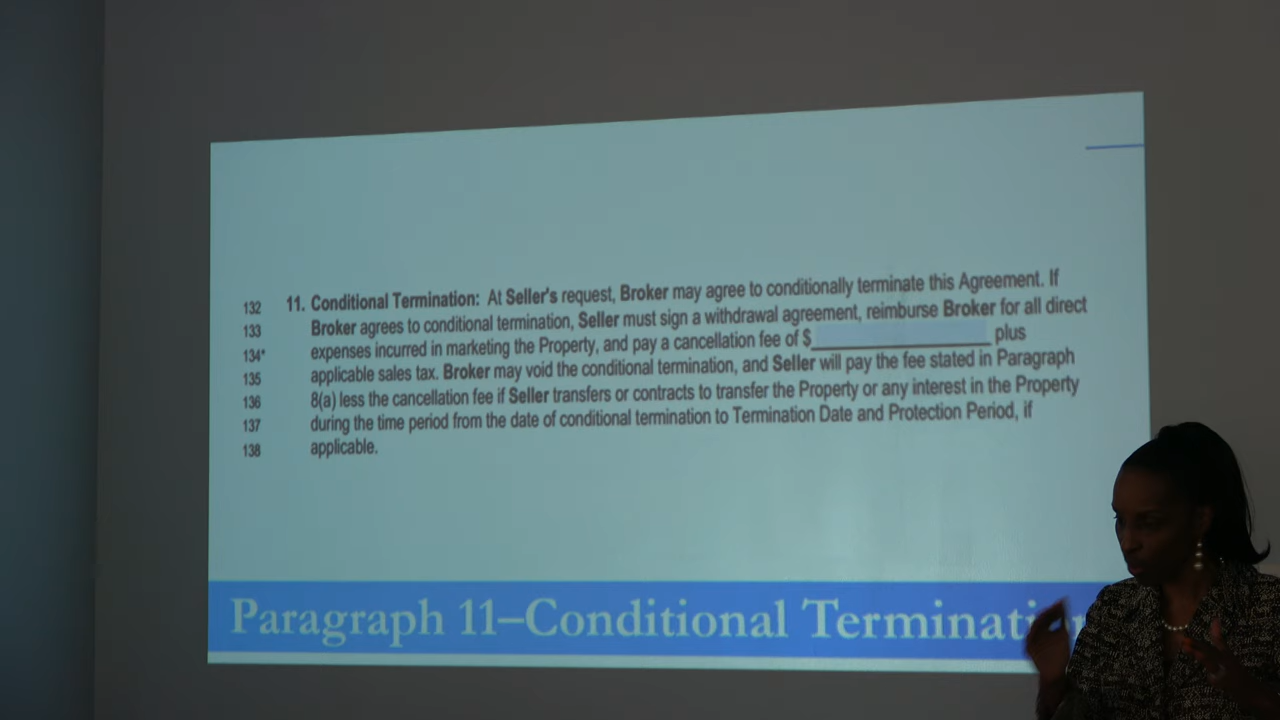 132 11. Conditional Termination: At Seller's request, Broker may agree to conditionally terminate this Agreement. If
133 Broker agrees to conditional termination, Seller must sign a withdrawal agreement, reimburse Broker for all direct
134* expenses incurred in marketing the Property, and pay a cancellation fee of $ plus
135 applicable sales tax. Broker may void the conditional termination, and Seller will pay the fee stated in Paragraph
136 8(a) less the cancellation fee if Seller transfers or contracts to transfer the Property or any interest in the Property
137 during the time period from the date of conditional termination to Termination Date and Protection Period, if
138 applicable.
Paragraph 11–Conditional Termination